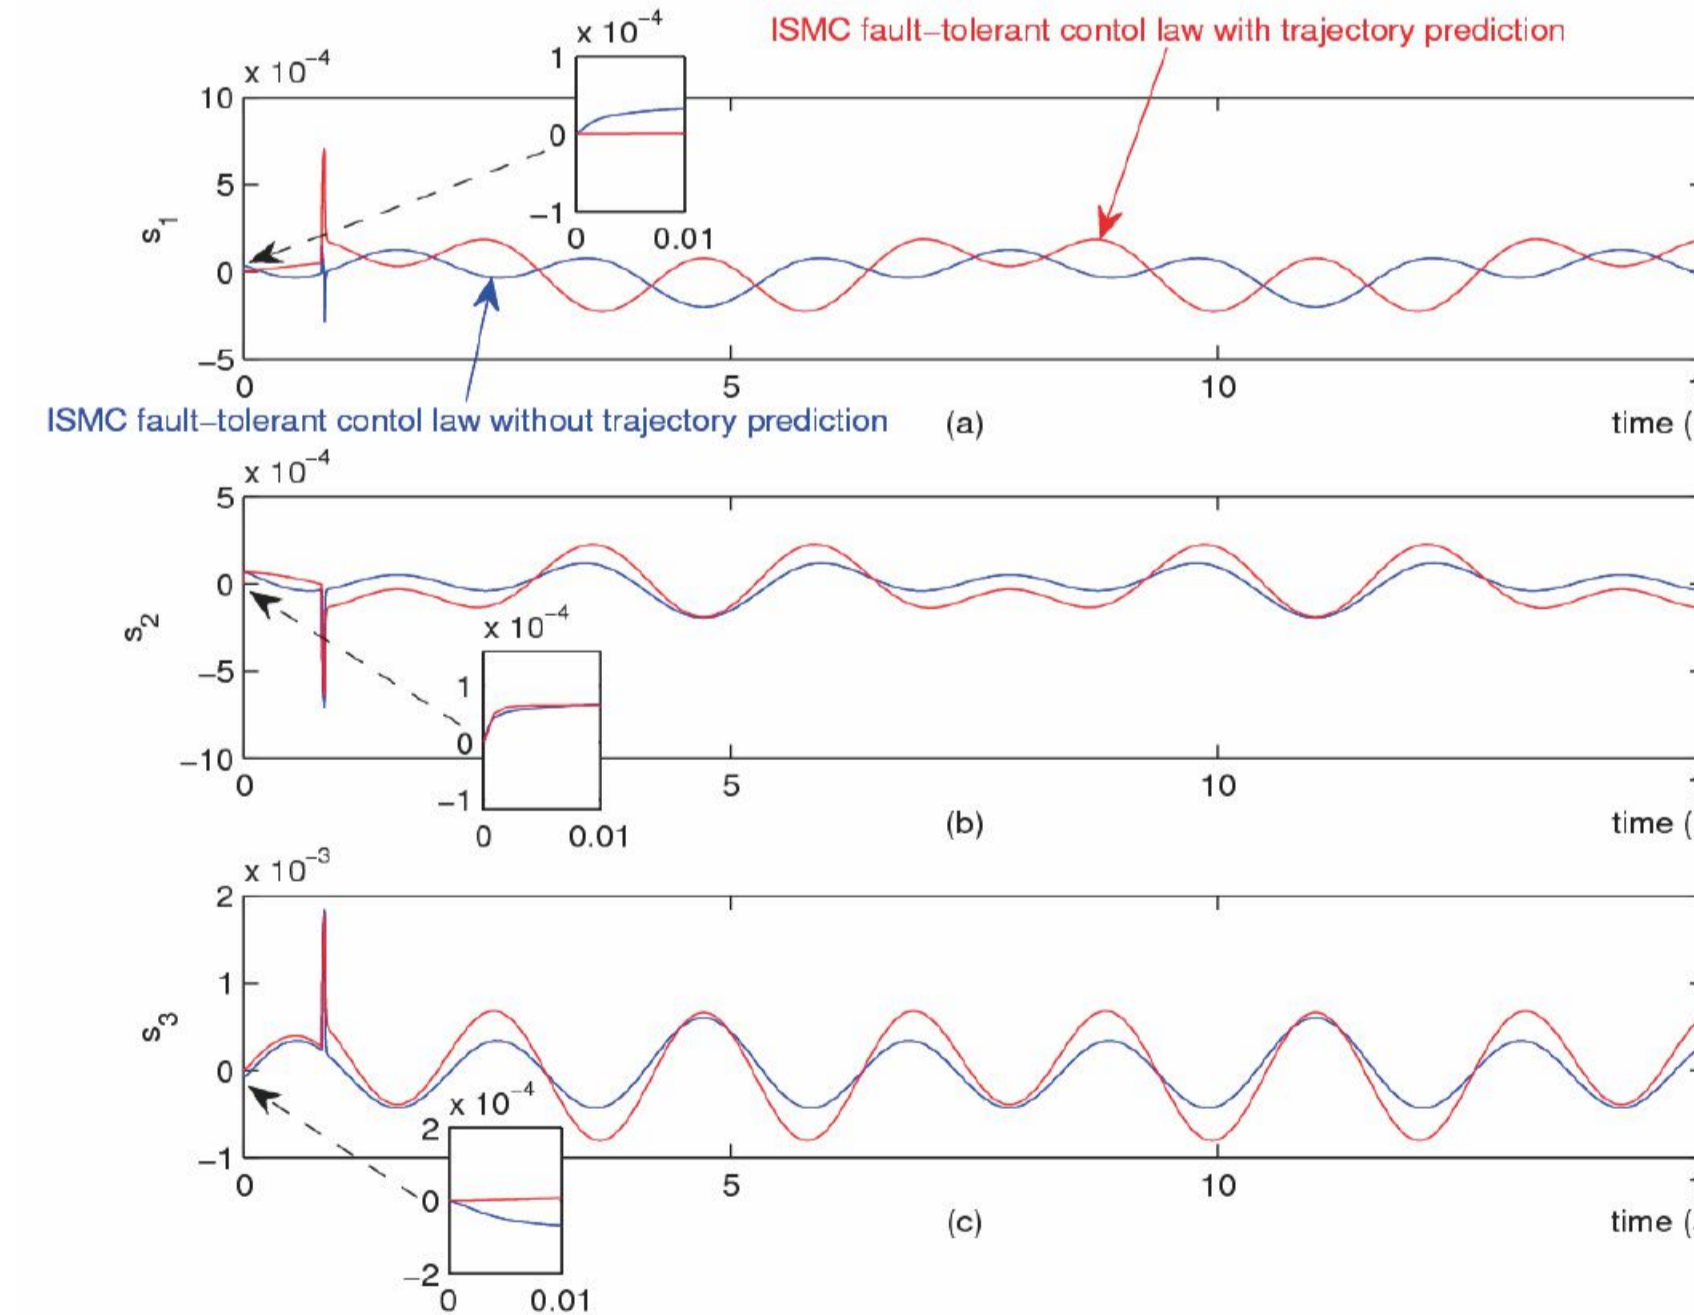 ISMC fault–tolerant contol law with trajectory prediction
x 10⁻⁴
1
0
−1
0 0.01
x 10⁻⁴
10
5
0
−5
s₁
0 5 10
ISMC fault–tolerant contol law without trajectory prediction
(a)
time (
x 10⁻⁴
5
0
−5
−10
s₂
x 10⁻⁴
1
0
−1
0 0.01
0 5 10
(b)
time (
x 10⁻³
2
1
0
−1
s₃
x 10⁻⁴
2
0
−2
0 0.01
0 5 10
(c)
time (